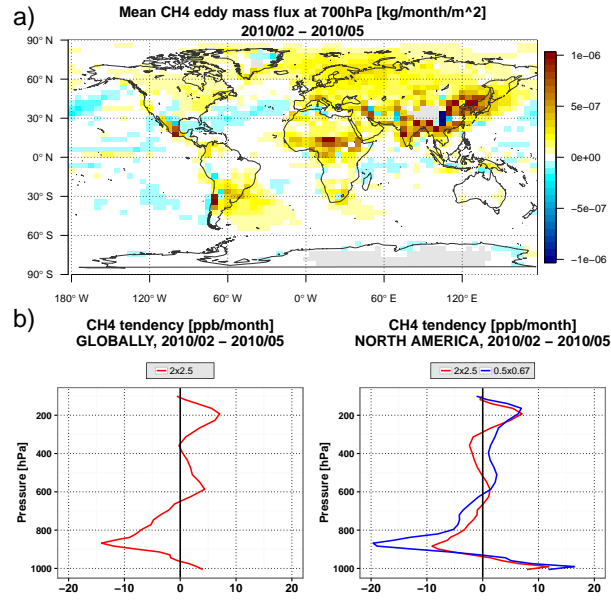 a)
Mean CH4 eddy mass flux at 700hPa [kg/month/m^2]
2010/02 − 2010/05
90° N
60° N
30° N
0° N
30° S
60° S
90° S
180° W
120° W
60° W
0° W
60° E
120° E
1e−06
5e−07
0e+00
−5e−07
−1e−06
b)
CH4 tendency [ppb/month]
GLOBALLY, 2010/02 − 2010/05
2x2.5
Pressure [hPa]
200
400
600
800
1000
−20
−10
0
10
20
CH4 tendency [ppb/month]
NORTH AMERICA, 2010/02 − 2010/05
2x2.5 0.5x0.67
Pressure [hPa]
200
400
600
800
1000
−20
−10
0
10
20